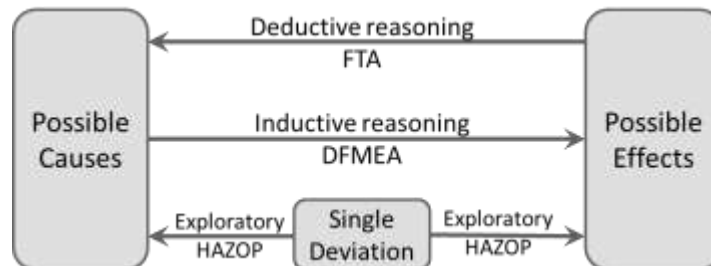 Deductive reasoning
FTA
Possible
Causes
Inductive reasoning
DFMEA
Possible
Effects
Exploratory
HAZOP
Single
Deviation
Exploratory
HAZOP